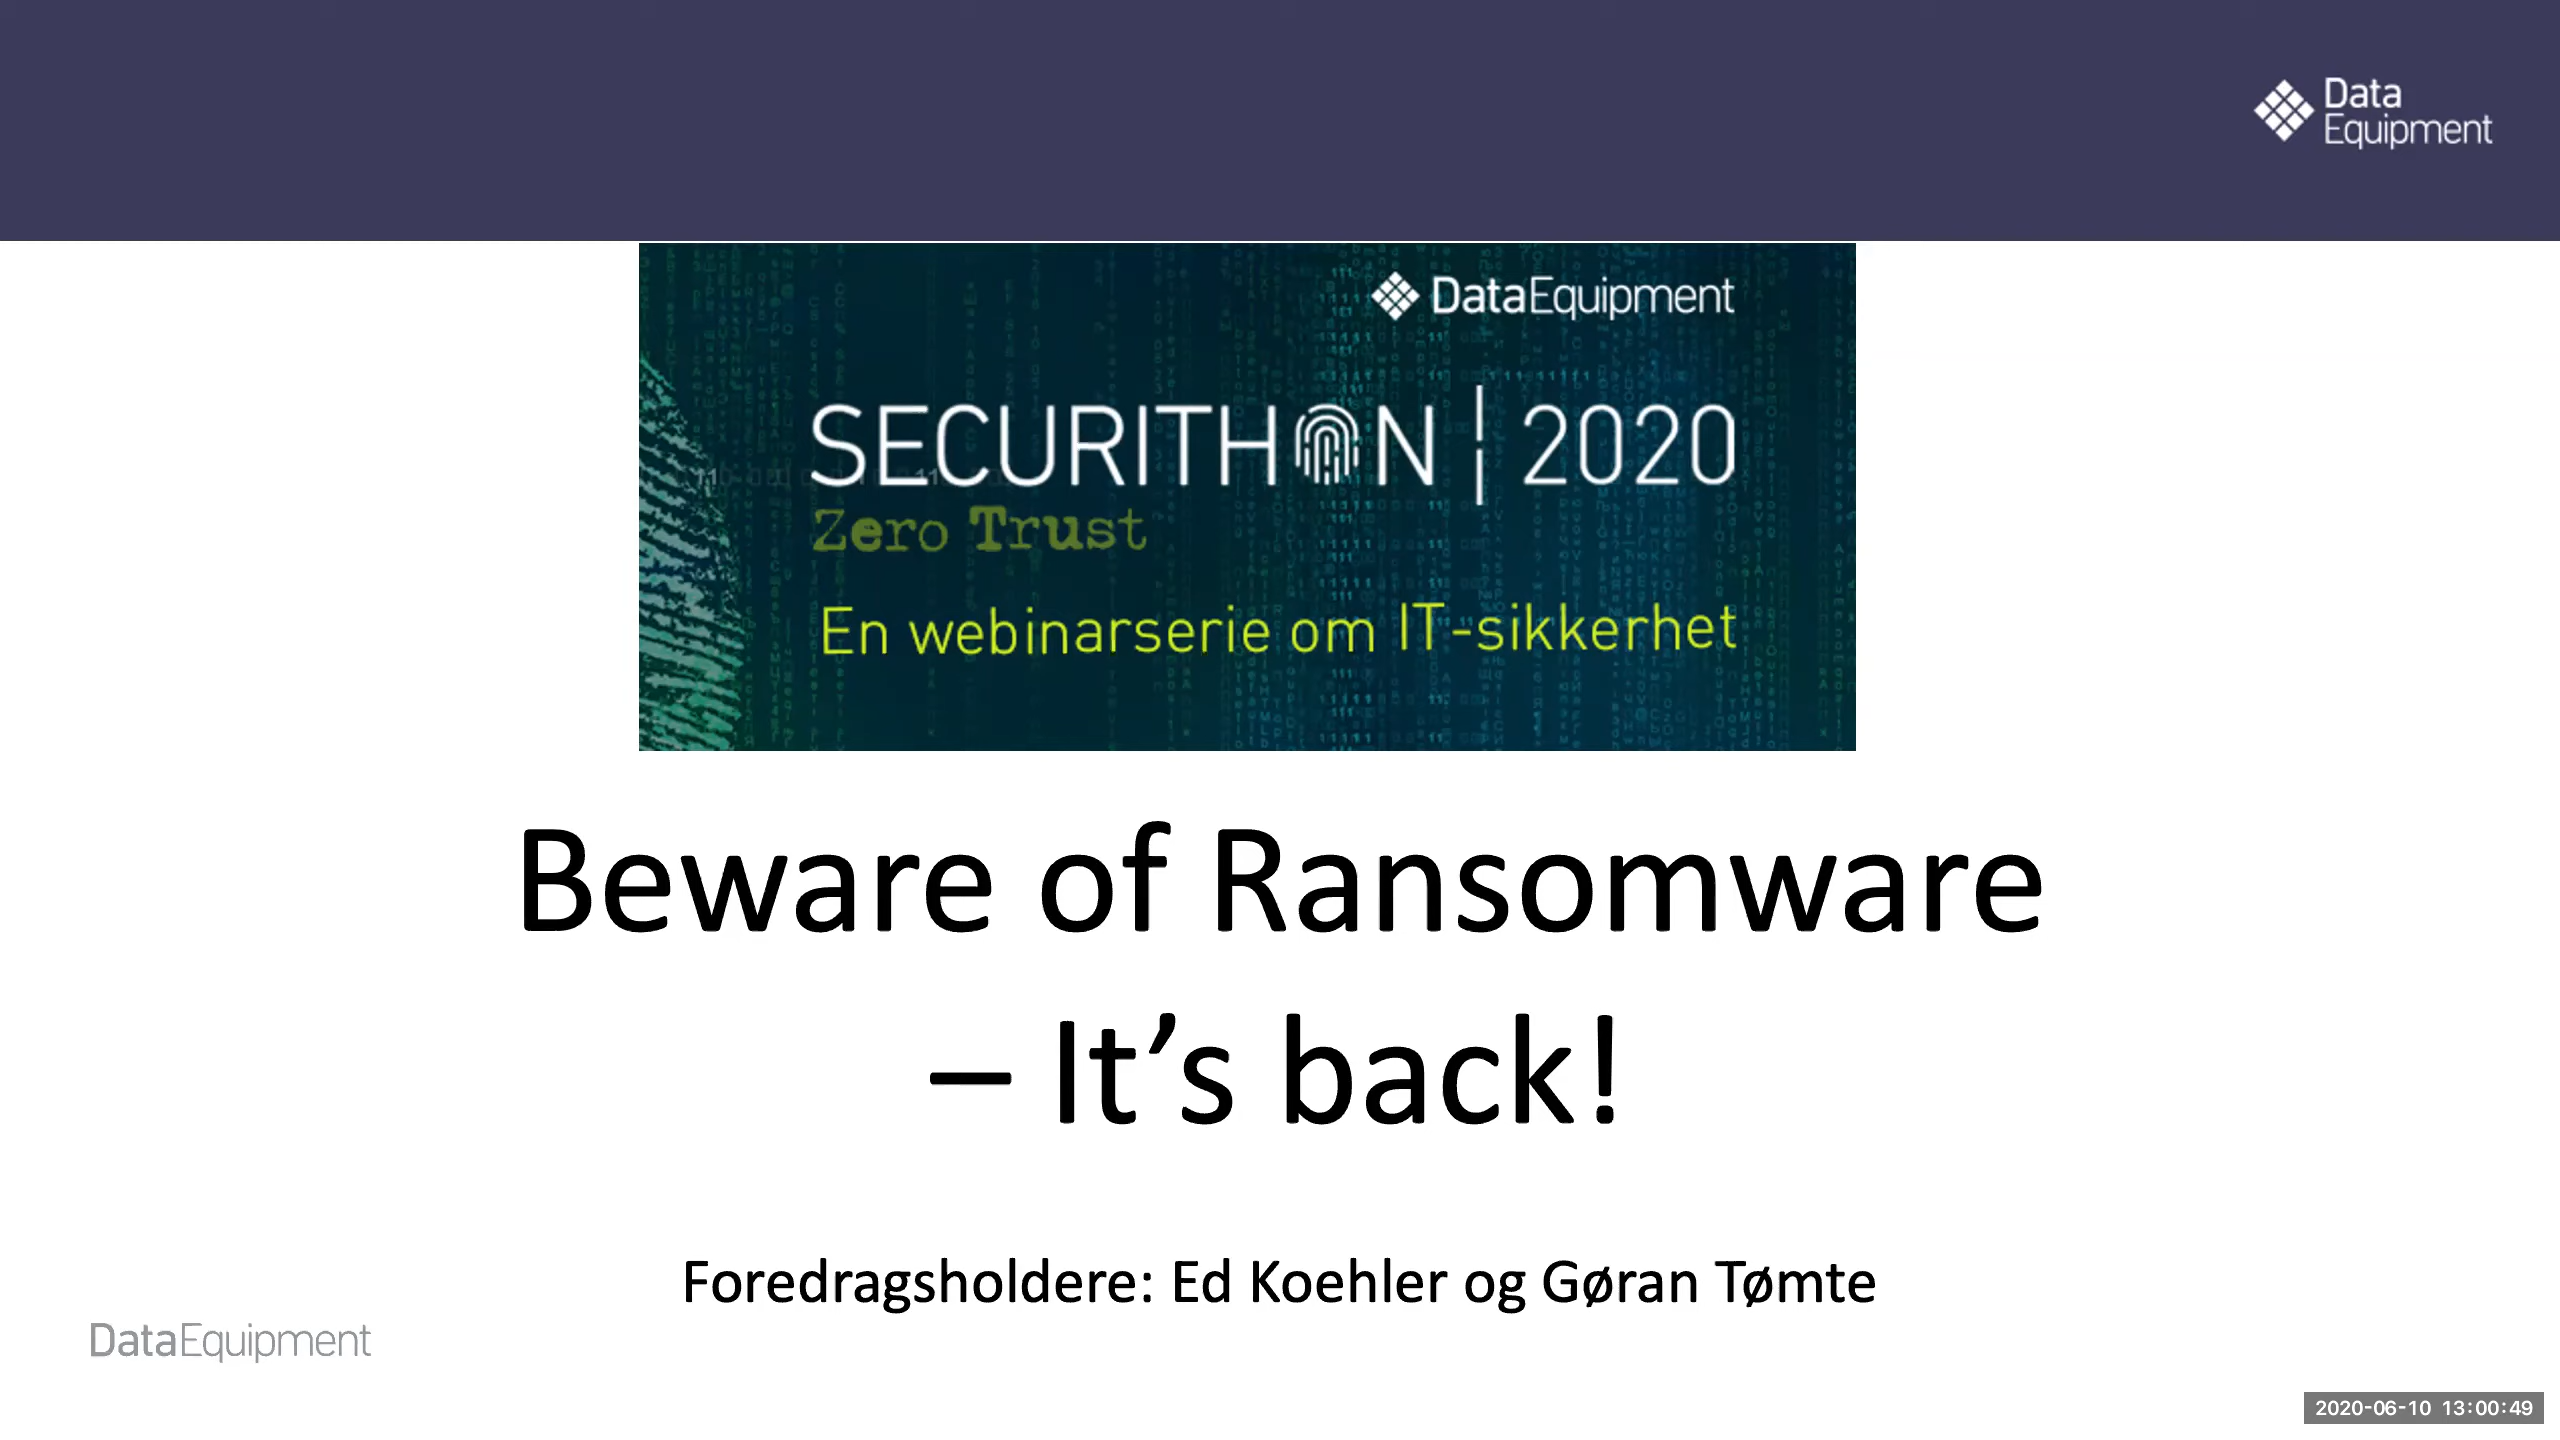 Data
Equipment
DataEquipment
SECURITHON | 2020
Zero Trust
En webinarserie om IT-sikkerhet
Beware of Ransomware
– It’s back!
Foredragsholdere: Ed Koehler og Gøran Tømte
DataEquipment
2020-06-10 13:00:49